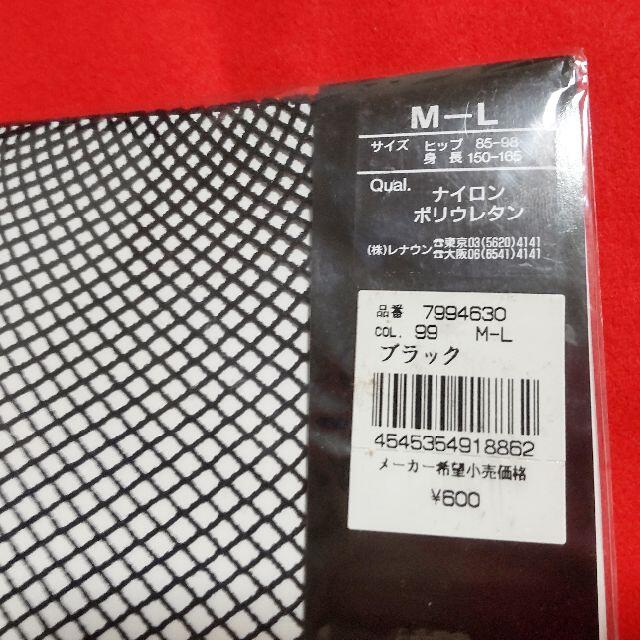 M－L
サイズ ヒップ 85-98
身 長 150-165
Qual. ナイロン
ポリウレタン
(株)レナウン ☎東京03(5620)4141
☎大阪06(6541)4141
品番 7994630
COL. 99 M-L
ブラック
4545354918862
メーカー希望小売価格
¥600